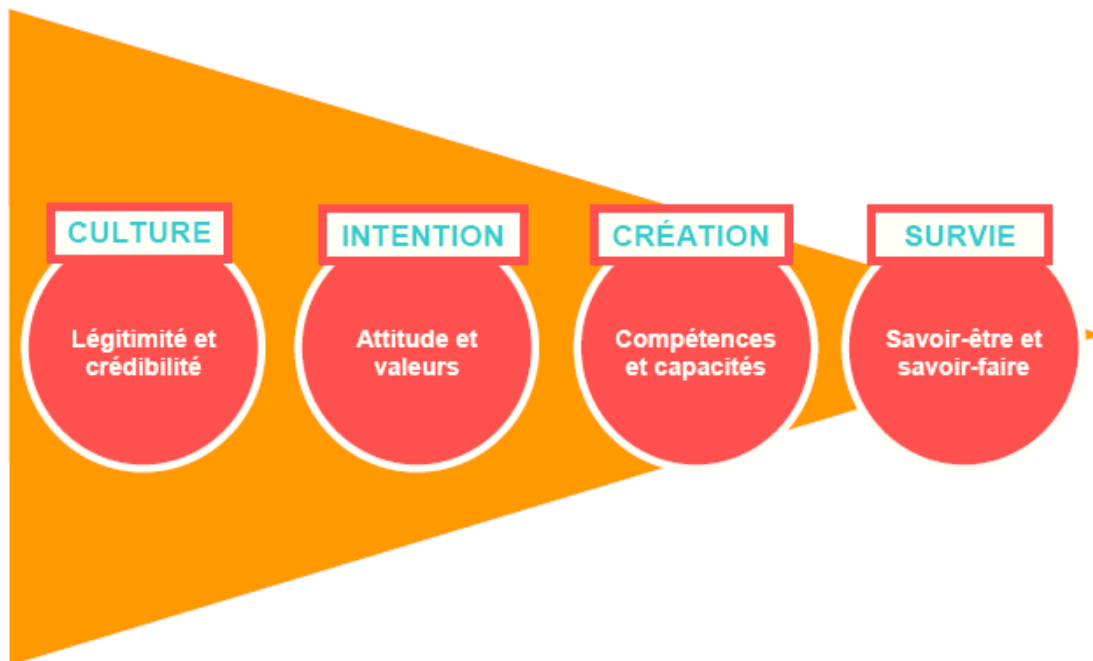 CULTURE
Légitimité et
crédibilité
INTENTION
Attitude et
valeurs
CRÉATION
Compétences
et capacités
SURVIE
Savoir-être et
savoir-faire